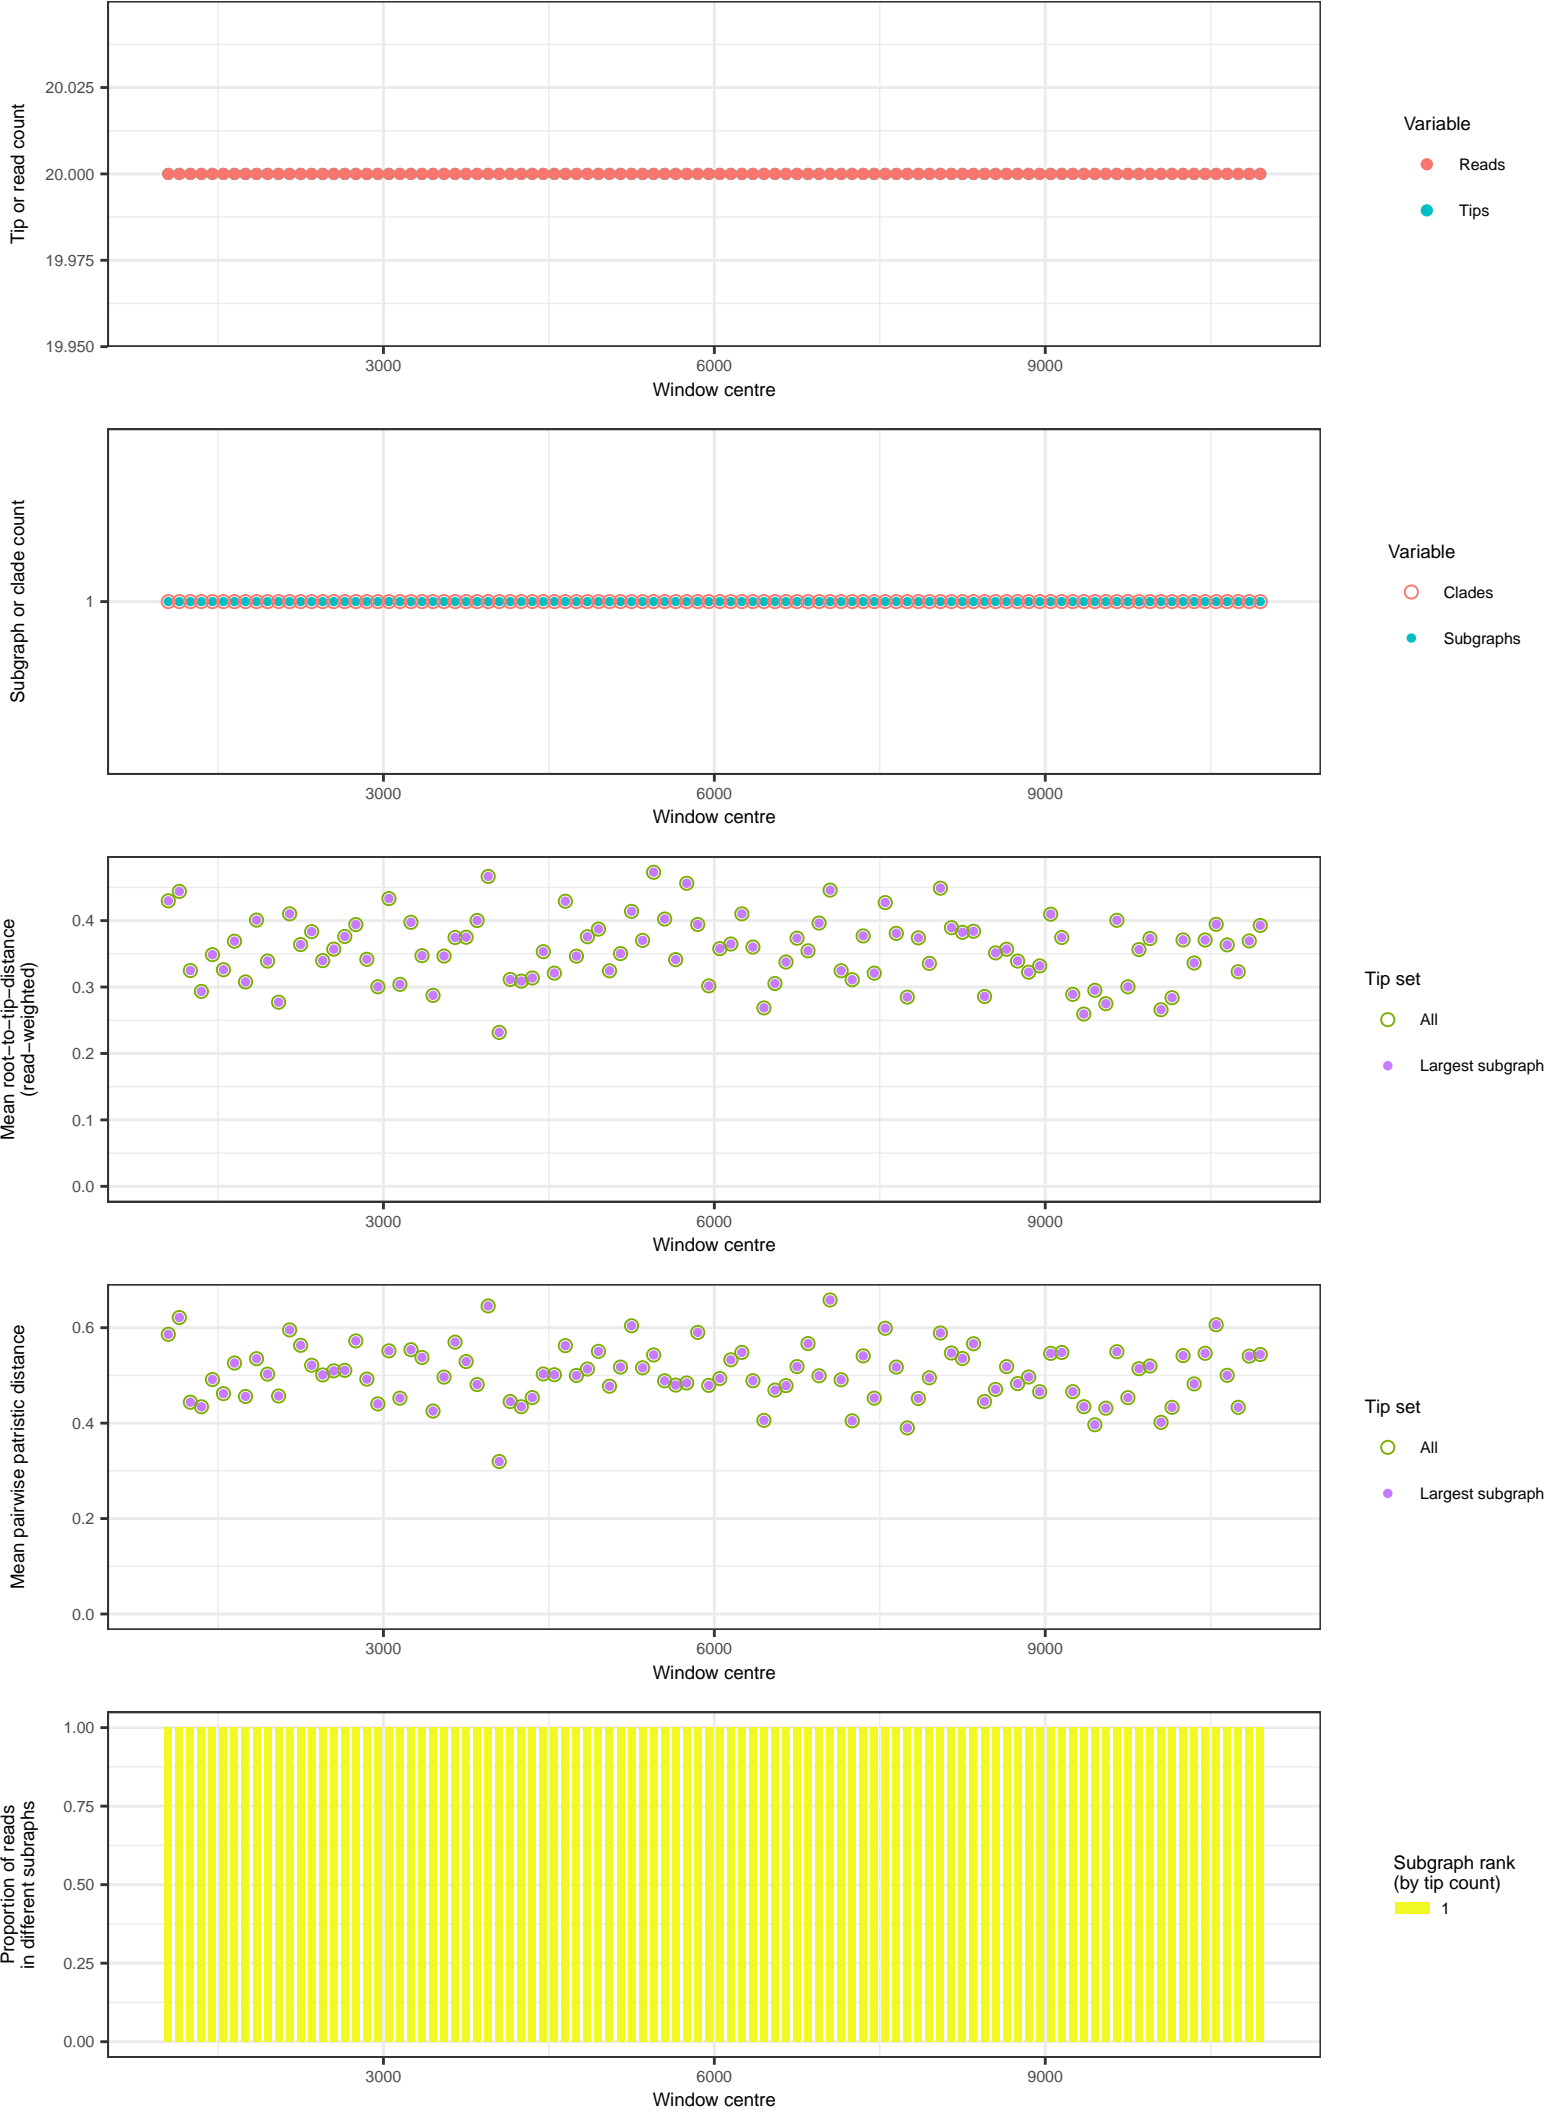 20.025
20.000
19.975
19.950
Tip or read count
3000
6000
9000
Window centre
Variable
Reads
Tips
1
Subgraph or clade count
3000
6000
9000
Window centre
Variable
Clades
Subgraphs
0.4
0.3
0.2
0.1
0.0
Mean root−to−tip−distance
(read−weighted)
3000
6000
9000
Window centre
Tip set
All
Largest subgraph
0.6
0.4
0.2
0.0
Mean pairwise patristic distance
3000
6000
9000
Window centre
Tip set
All
Largest subgraph
1.00
0.75
0.50
0.25
0.00
Proportion of reads
in different subraphs
3000
6000
9000
Window centre
Subgraph rank
(by tip count)
1